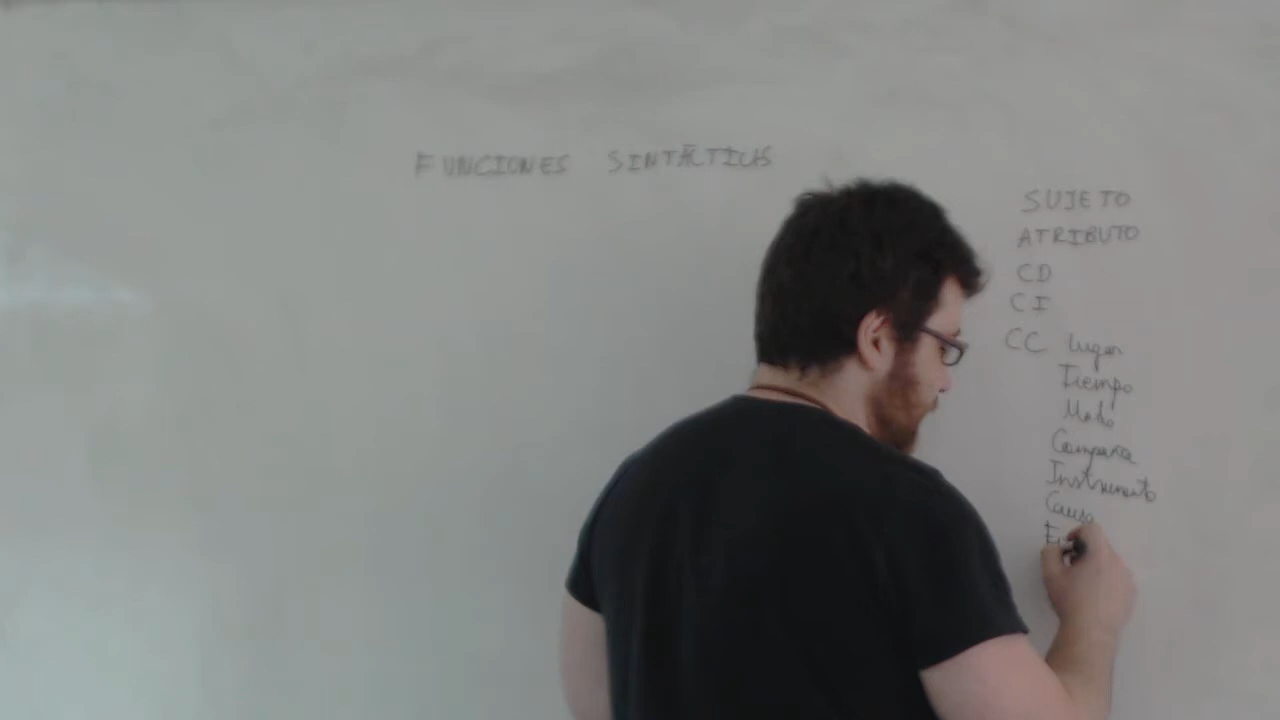 FUNCIONES SINTÁCTICAS
SUJETO
ATRIBUTO
CD
CI
CC Lugar
Tiempo
Modo
Compañía
Instrumento
Causa